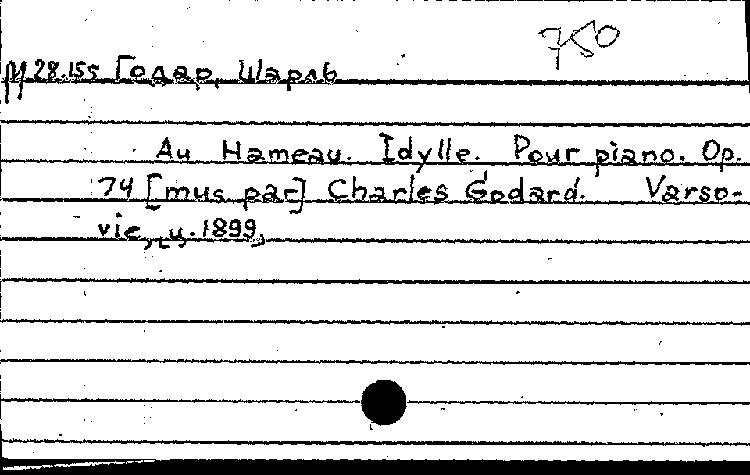 750
М 28.155 Годар, Шарль
Au Hameau. Idylle. Pour piano. Op.
74 [mus par] Charles Godard. Varso-
vie, ц. 1899,